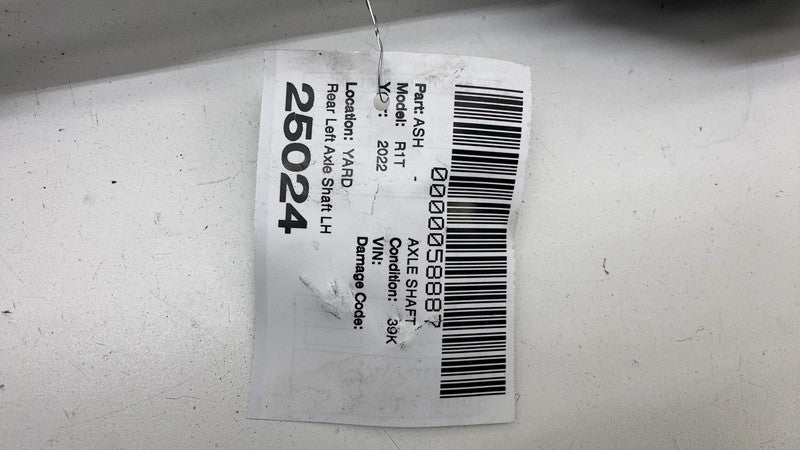 0000058887
Part: ASH - AXLE SHAFT
Model: R1T Condition: 39K
Year: 2022 VIN:
Damage Code:
Location: YARD
Rear Left Axle Shaft LH
25024